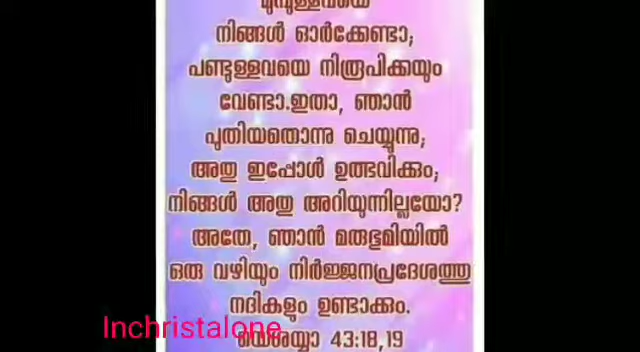 മുമ്പുള്ളവയെ
നിങ്ങൾ ഓർക്കേണ്ടാ;
പണ്ടുള്ളവയെ നിരൂപിക്കയും
വേണ്ടാ.ഇതാ, ഞാൻ
പുതിയതൊന്നു ചെയ്യുന്നു;
അതു ഇപ്പോൾ ഉത്ഭവിക്കും;
നിങ്ങൾ അതു അറിയുന്നില്ലയോ?
അതേ, ഞാൻ മരുഭൂമിയിൽ
ഒരു വഴിയും നിർജ്ജനപ്രദേശത്തു
നദികളും ഉണ്ടാക്കും.
യെശയ്യാ 43:18,19
Inchristalone